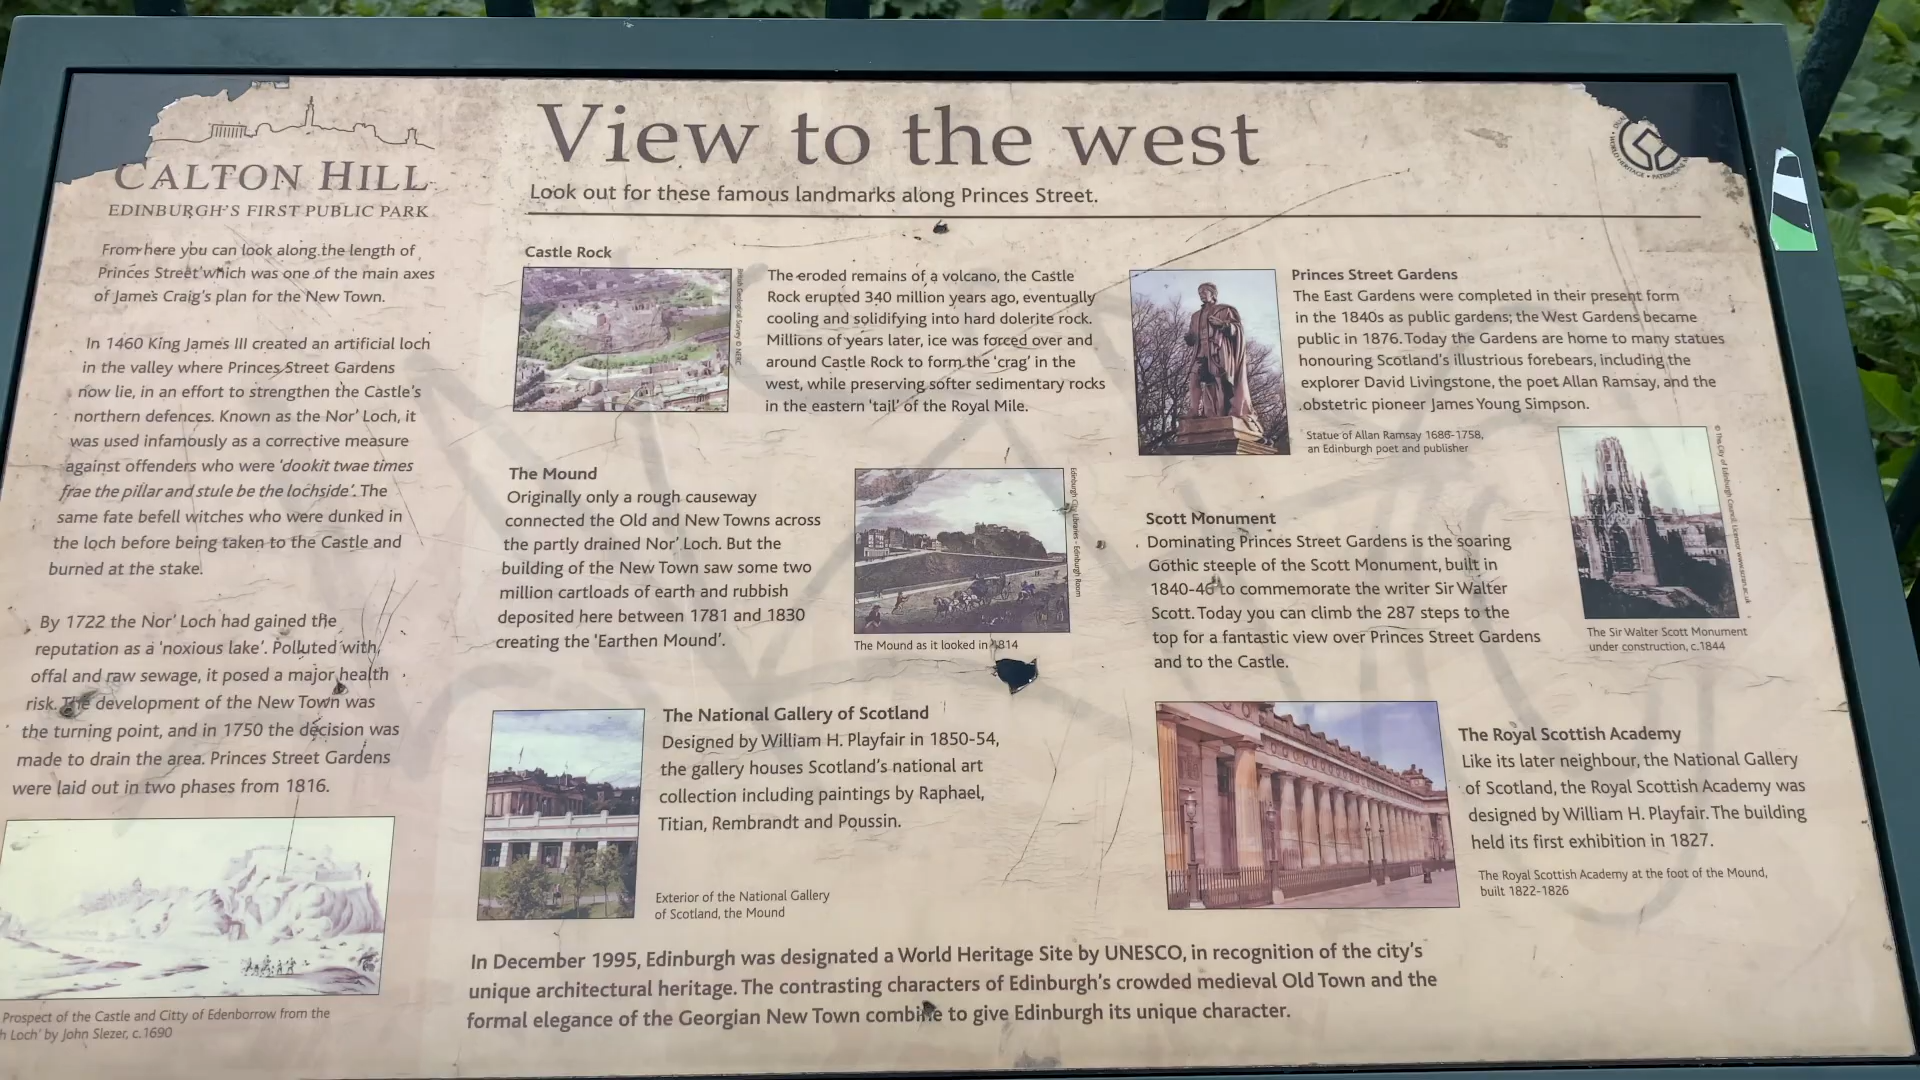 CALTON HILL
EDINBURGH'S FIRST PUBLIC PARK
From here you can look along the length of
Princes Street which was one of the main axes
of James Craig's plan for the New Town.
In 1460 King James III created an artificial loch
in the valley where Princes Street Gardens
now lie, in an effort to strengthen the Castle's
northern defences. Known as the Nor' Loch, it
was used infamously as a corrective measure
against offenders who were 'dookit twae times
frae the pillar and stule be the lochside'. The
same fate befell witches who were dunked in
the loch before being taken to the Castle and
burned at the stake.
By 1722 the Nor' Loch had gained the
reputation as a 'noxious lake'. Polluted with
offal and raw sewage, it posed a major health
risk. The development of the New Town was
the turning point, and in 1750 the decision was
made to drain the area. Princes Street Gardens
were laid out in two phases from 1816.
Prospect of the Castle and Citty of Edenborrow from the
h Loch' by John Slezer, c.1690
View to the west
Look out for these famous landmarks along Princes Street.
WORLD HERITAGE • PATRIMO
Castle Rock
British Geological Survey © NERC
The eroded remains of a volcano, the Castle
Rock erupted 340 million years ago, eventually
cooling and solidifying into hard dolerite rock.
Millions of years later, ice was forced over and
around Castle Rock to form the 'crag' in the
west, while preserving softer sedimentary rocks
in the eastern 'tail' of the Royal Mile.
The Mound
Originally only a rough causeway
connected the Old and New Towns across
the partly drained Nor' Loch. But the
building of the New Town saw some two
million cartloads of earth and rubbish
deposited here between 1781 and 1830
creating the 'Earthen Mound'.
Edinburgh City Libraries - Edinburgh Room
The Mound as it looked in 1814
The National Gallery of Scotland
Designed by William H. Playfair in 1850-54,
the gallery houses Scotland's national art
collection including paintings by Raphael,
Titian, Rembrandt and Poussin.
Exterior of the National Gallery
of Scotland, the Mound
Princes Street Gardens
The East Gardens were completed in their present form
in the 1840s as public gardens; the West Gardens became
public in 1876. Today the Gardens are home to many statues
honouring Scotland's illustrious forebears, including the
explorer David Livingstone, the poet Allan Ramsay, and the
obstetric pioneer James Young Simpson.
Statue of Allan Ramsay 1686-1758,
an Edinburgh poet and publisher
Scott Monument
Dominating Princes Street Gardens is the soaring
Gothic steeple of the Scott Monument, built in
1840-46 to commemorate the writer Sir Walter
Scott. Today you can climb the 287 steps to the
top for a fantastic view over Princes Street Gardens
and to the Castle.
© The City of Edinburgh Council. Licensor www.scran.ac.uk
The Sir Walter Scott Monument
under construction, c.1844
The Royal Scottish Academy
Like its later neighbour, the National Gallery
of Scotland, the Royal Scottish Academy was
designed by William H. Playfair. The building
held its first exhibition in 1827.
The Royal Scottish Academy at the foot of the Mound,
built 1822-1826
In December 1995, Edinburgh was designated a World Heritage Site by UNESCO, in recognition of the city's
unique architectural heritage. The contrasting characters of Edinburgh's crowded medieval Old Town and the
formal elegance of the Georgian New Town combine to give Edinburgh its unique character.